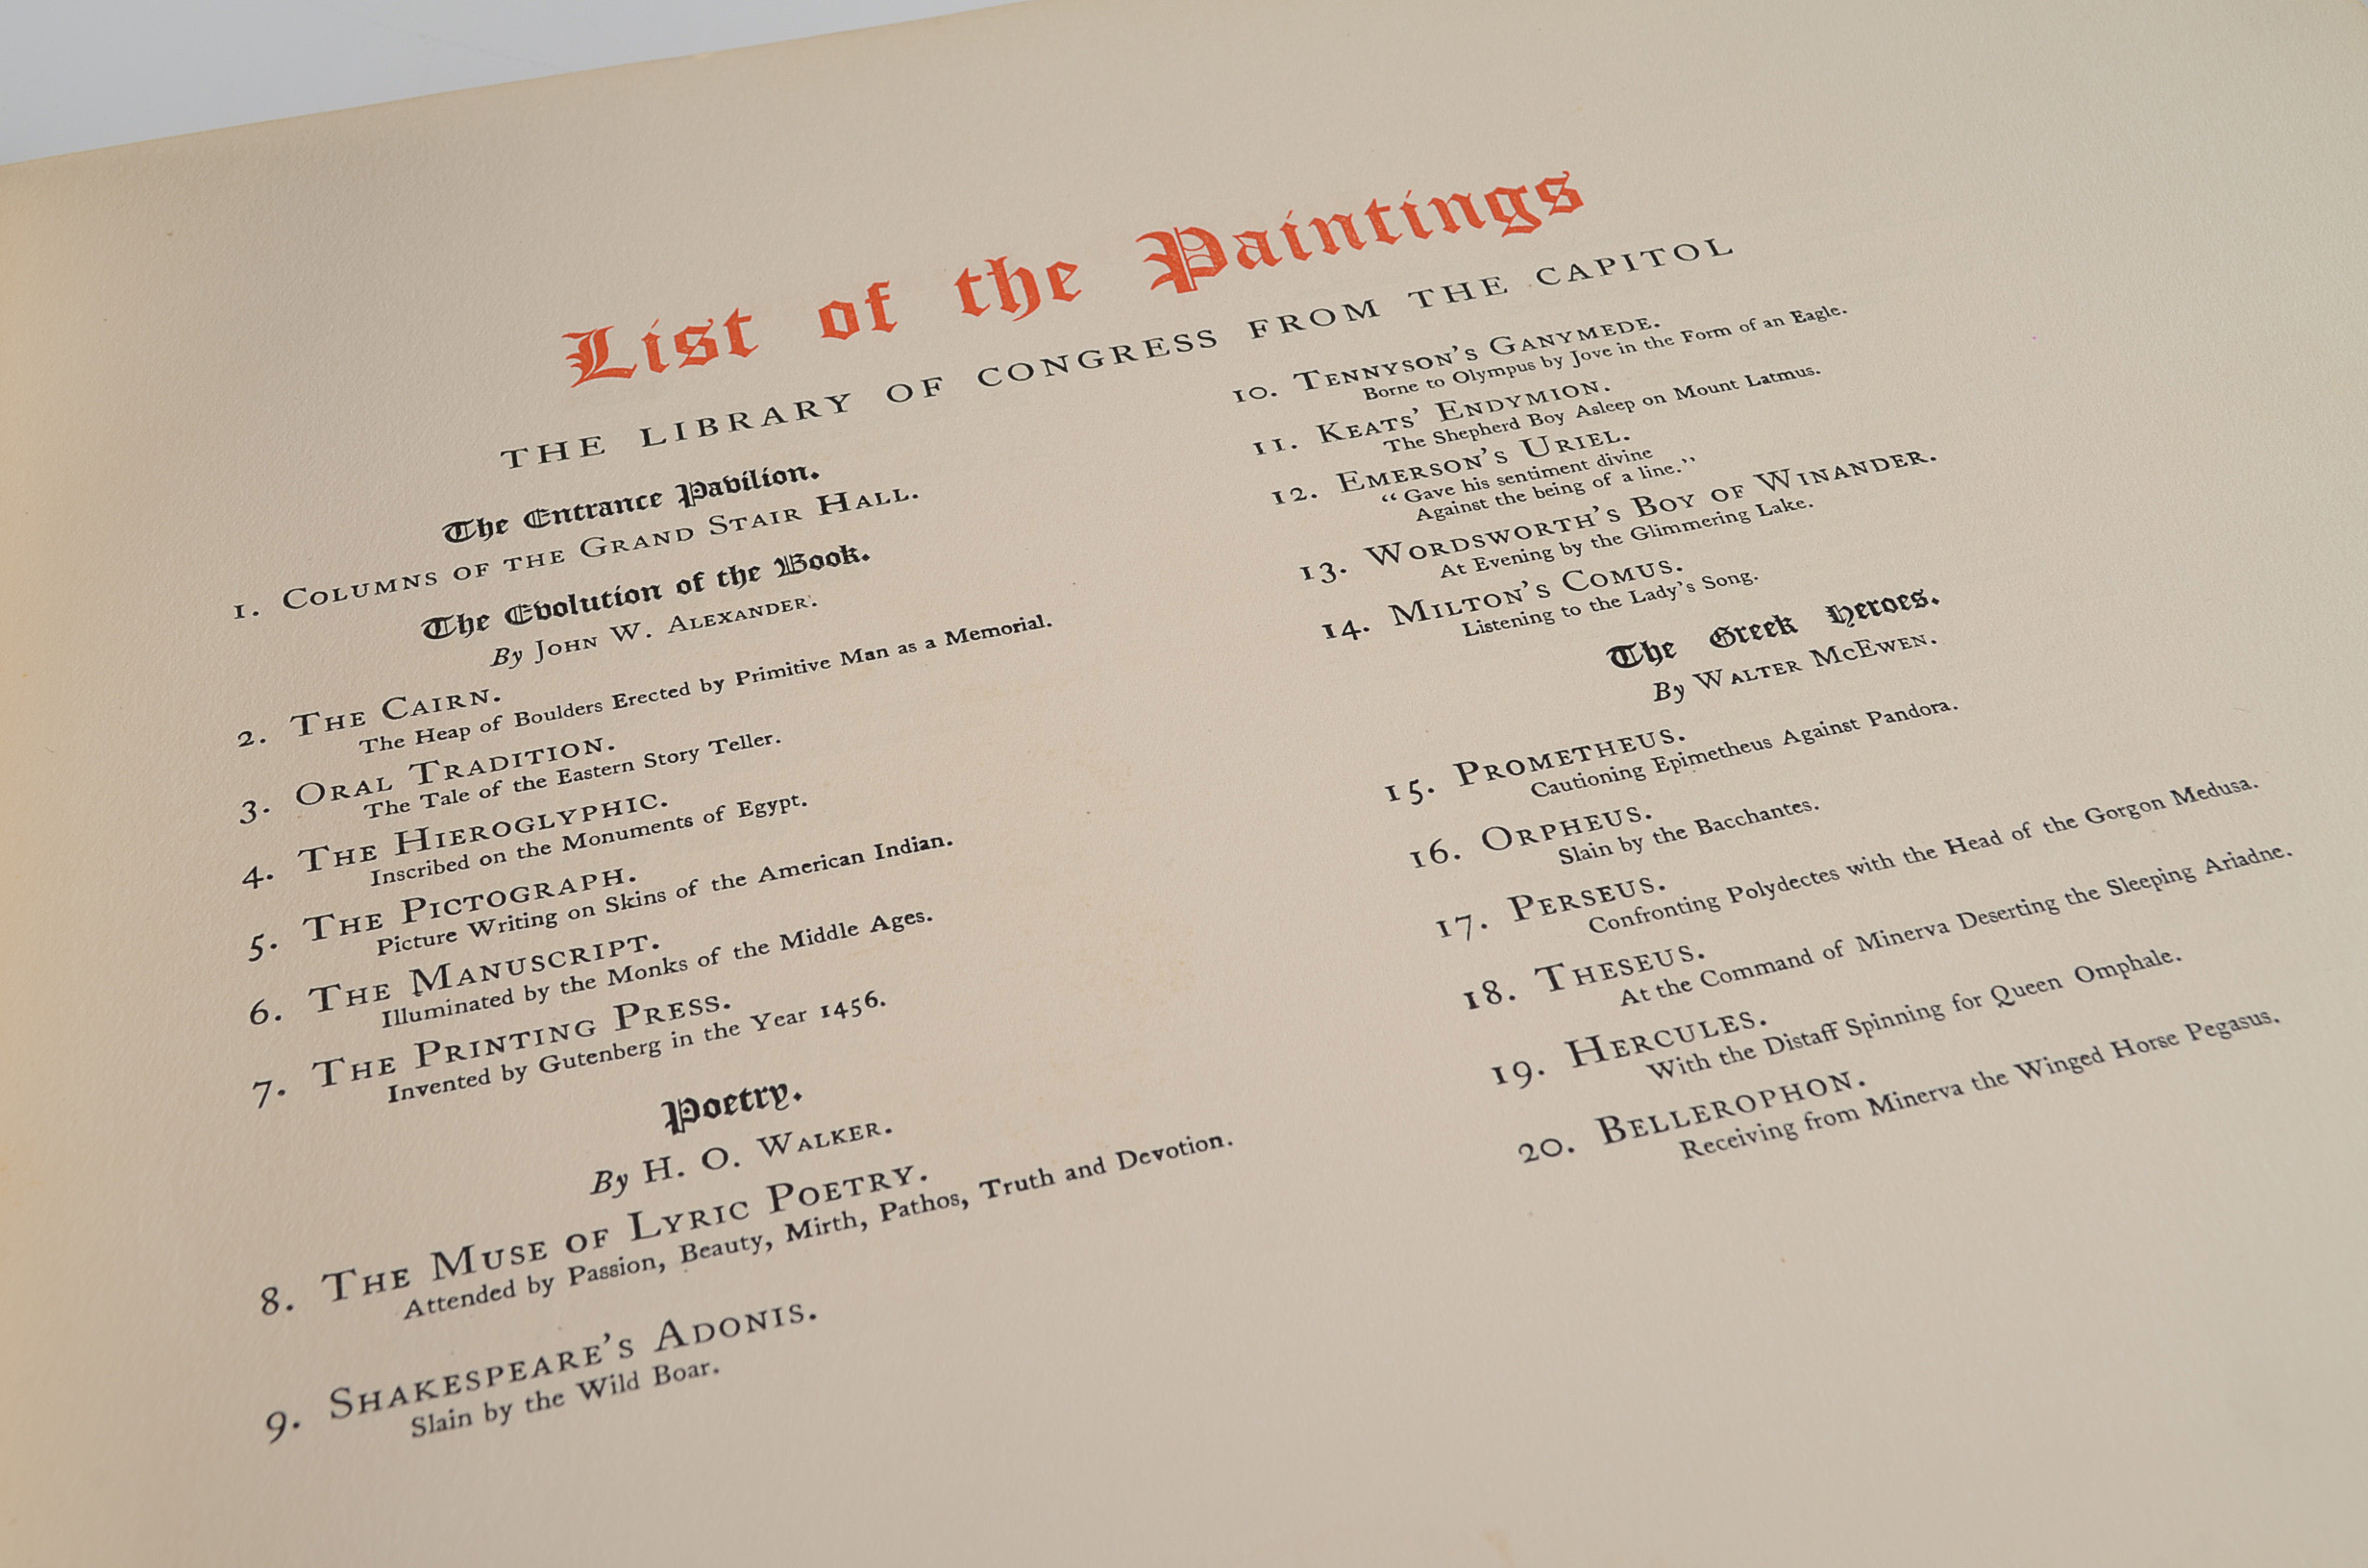 List of the Paintings
THE LIBRARY OF CONGRESS FROM THE CAPITOL
The Entrance Pavilion.
1. COLUMNS OF THE GRAND STAIR HALL.
The Evolution of the Book.
By JOHN W. ALEXANDER.
2. THE CAIRN.
The Heap of Boulders Erected by Primitive Man as a Memorial.
3. ORAL TRADITION.
The Tale of the Eastern Story Teller.
4. THE HIEROGLYPHIC.
Inscribed on the Monuments of Egypt.
5. THE PICTOGRAPH.
Picture Writing on Skins of the American Indian.
6. THE MANUSCRIPT.
Illuminated by the Monks of the Middle Ages.
7. THE PRINTING PRESS.
Invented by Gutenberg in the Year 1456.
Poetry.
By H. O. WALKER.
8. THE MUSE OF LYRIC POETRY.
Attended by Passion, Beauty, Mirth, Pathos, Truth and Devotion.
9. SHAKESPEARE'S ADONIS.
Slain by the Wild Boar.
10. TENNYSON'S GANYMEDE.
Borne to Olympus by Jove in the Form of an Eagle.
11. KEATS' ENDYMION.
The Shepherd Boy Asleep on Mount Latmus.
12. EMERSON'S URIEL.
"Gave his sentiment divine
Against the being of a line."
13. WORDSWORTH'S BOY OF WINANDER.
At Evening by the Glimmering Lake.
14. MILTON'S COMUS.
Listening to the Lady's Song.
The Greek Heroes.
By WALTER MCEWEN.
15. PROMETHEUS.
Cautioning Epimetheus Against Pandora.
16. ORPHEUS.
Slain by the Bacchantes.
17. PERSEUS.
Confronting Polydectes with the Head of the Gorgon Medusa.
18. THESEUS.
At the Command of Minerva Deserting the Sleeping Ariadne.
19. HERCULES.
With the Distaff Spinning for Queen Omphale.
20. BELLEROPHON.
Receiving from Minerva the Winged Horse Pegasus.